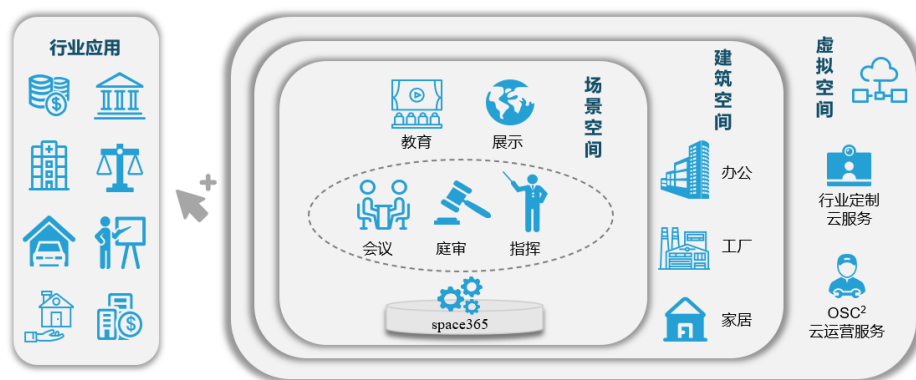 行业应用
场景空间
教育
展示
会议
庭审
指挥
space365
建筑空间
办公
工厂
家居
虚拟空间
行业定制
云服务
OSC²
云运营服务